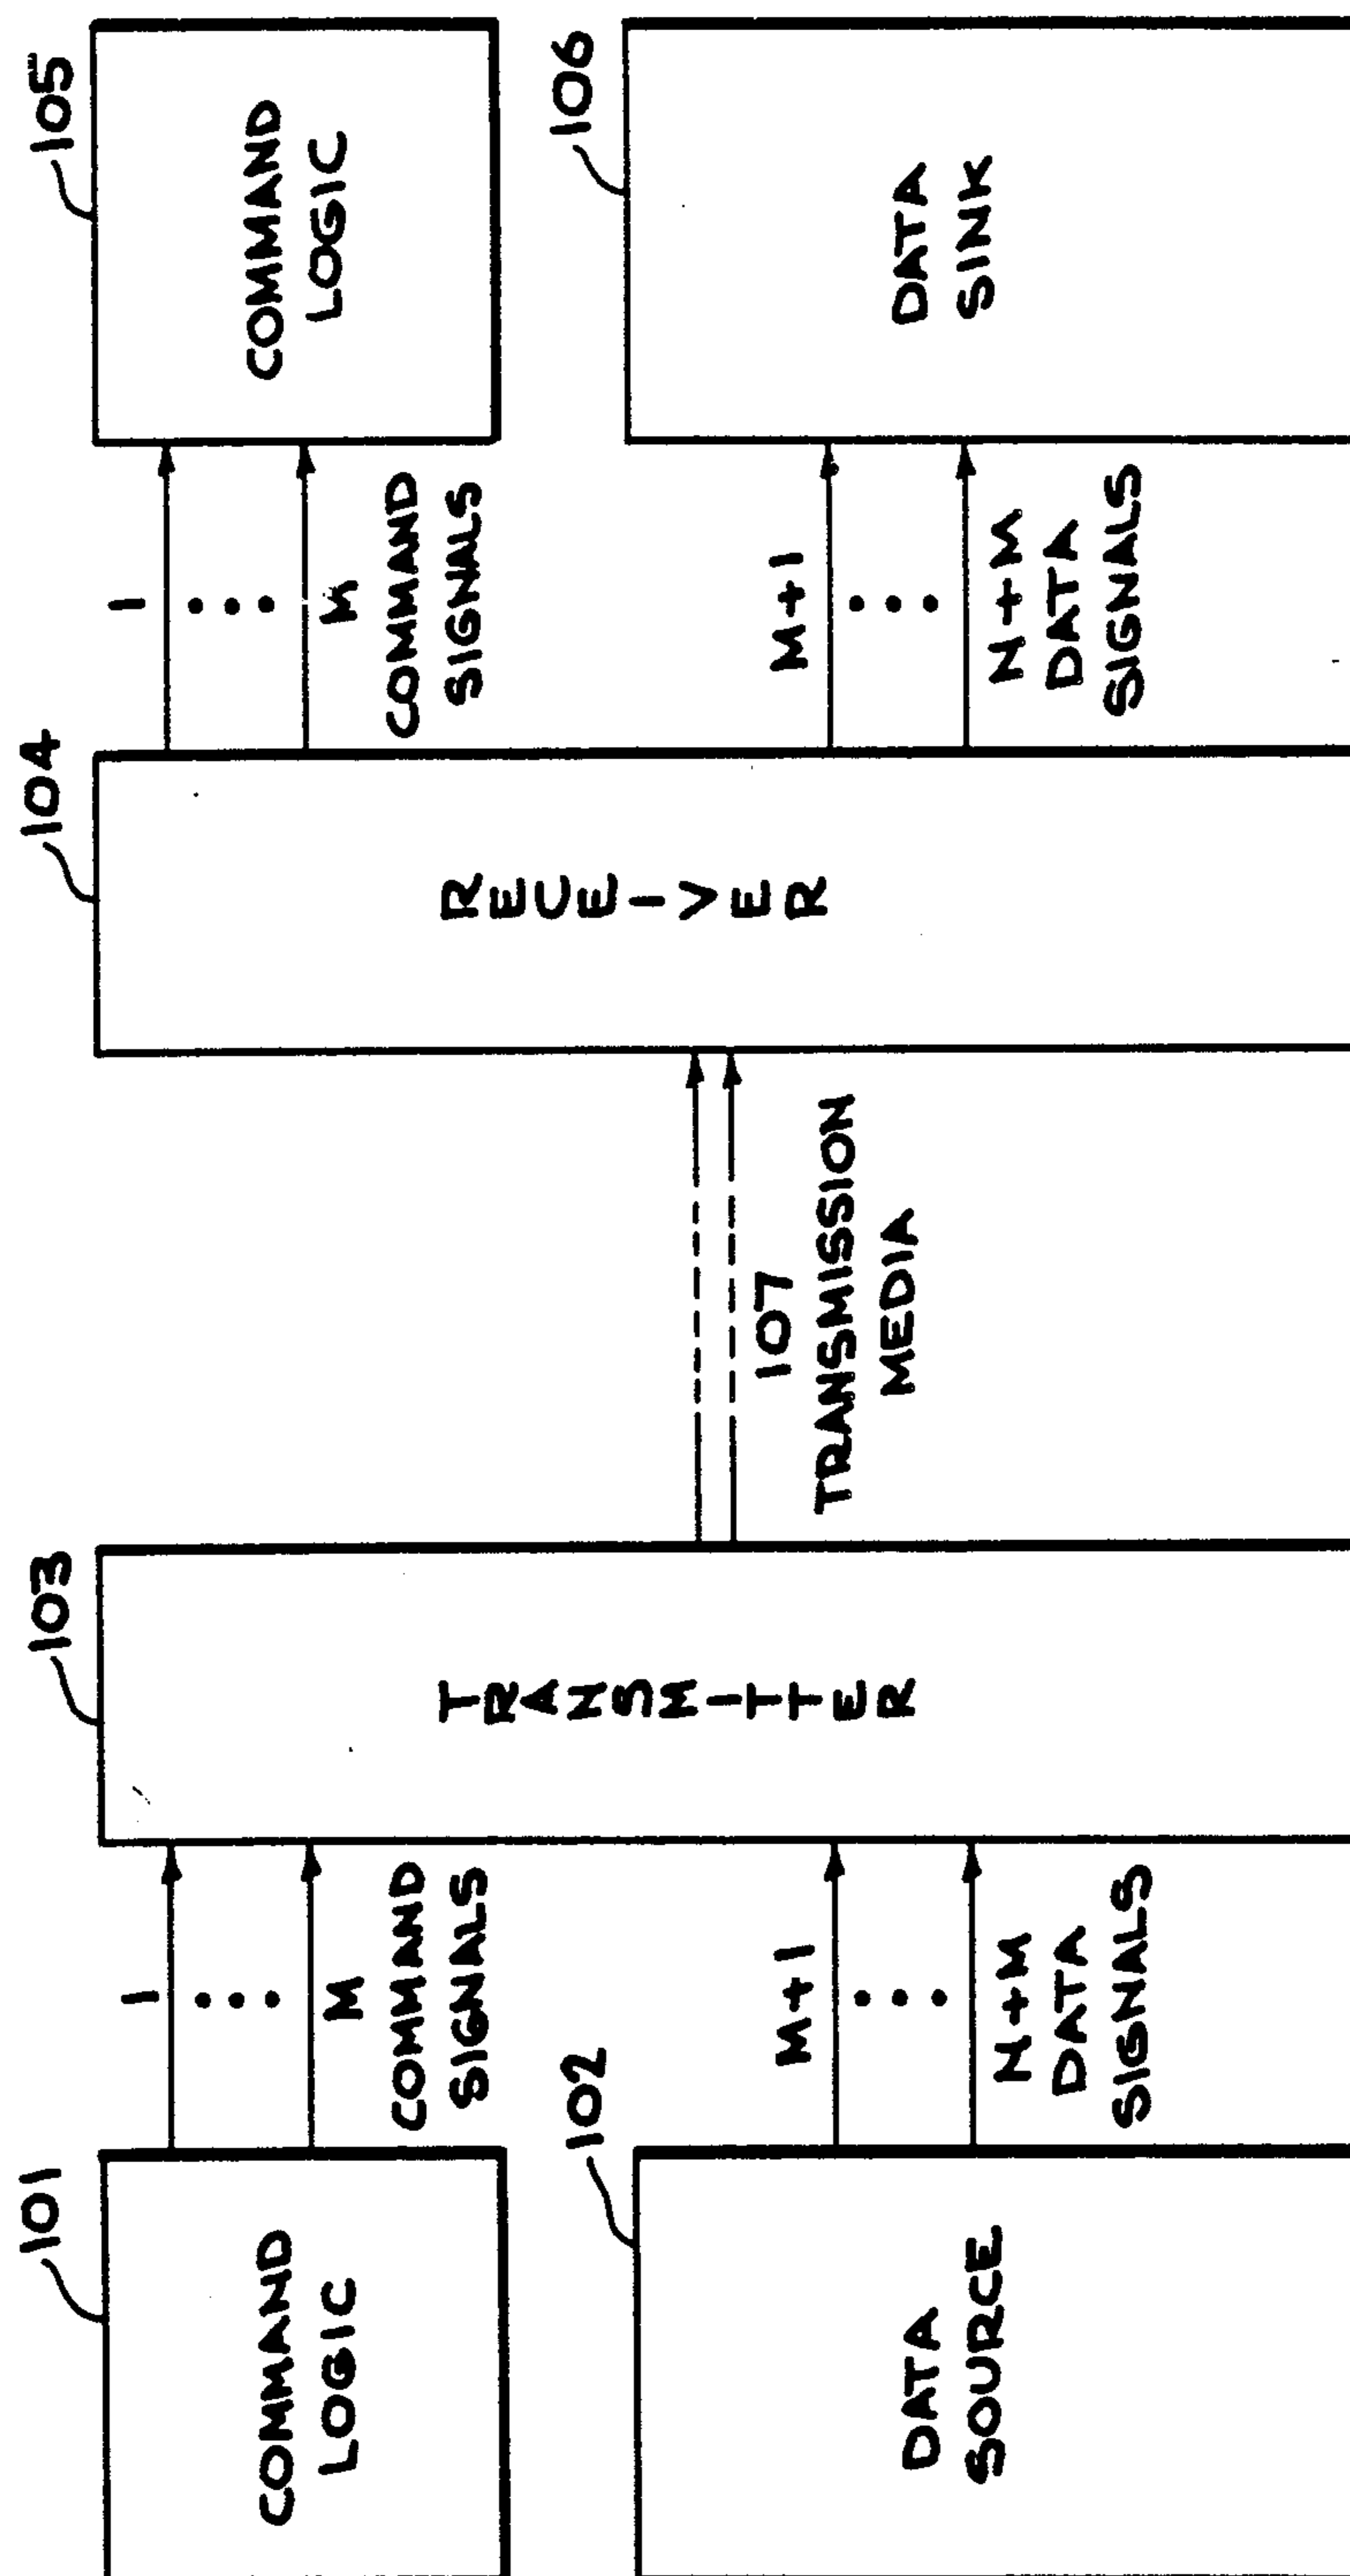 101
COMMAND
LOGIC
1
M
COMMAND
SIGNALS
102
DATA
SOURCE
M+1
N+M
DATA
SIGNALS
103
TRANSMITTER
107
TRANSMISSION
MEDIA
104
RECEIVER
1
M
COMMAND
SIGNALS
M+1
N+M
DATA
SIGNALS
105
COMMAND
LOGIC
106
DATA
SINK